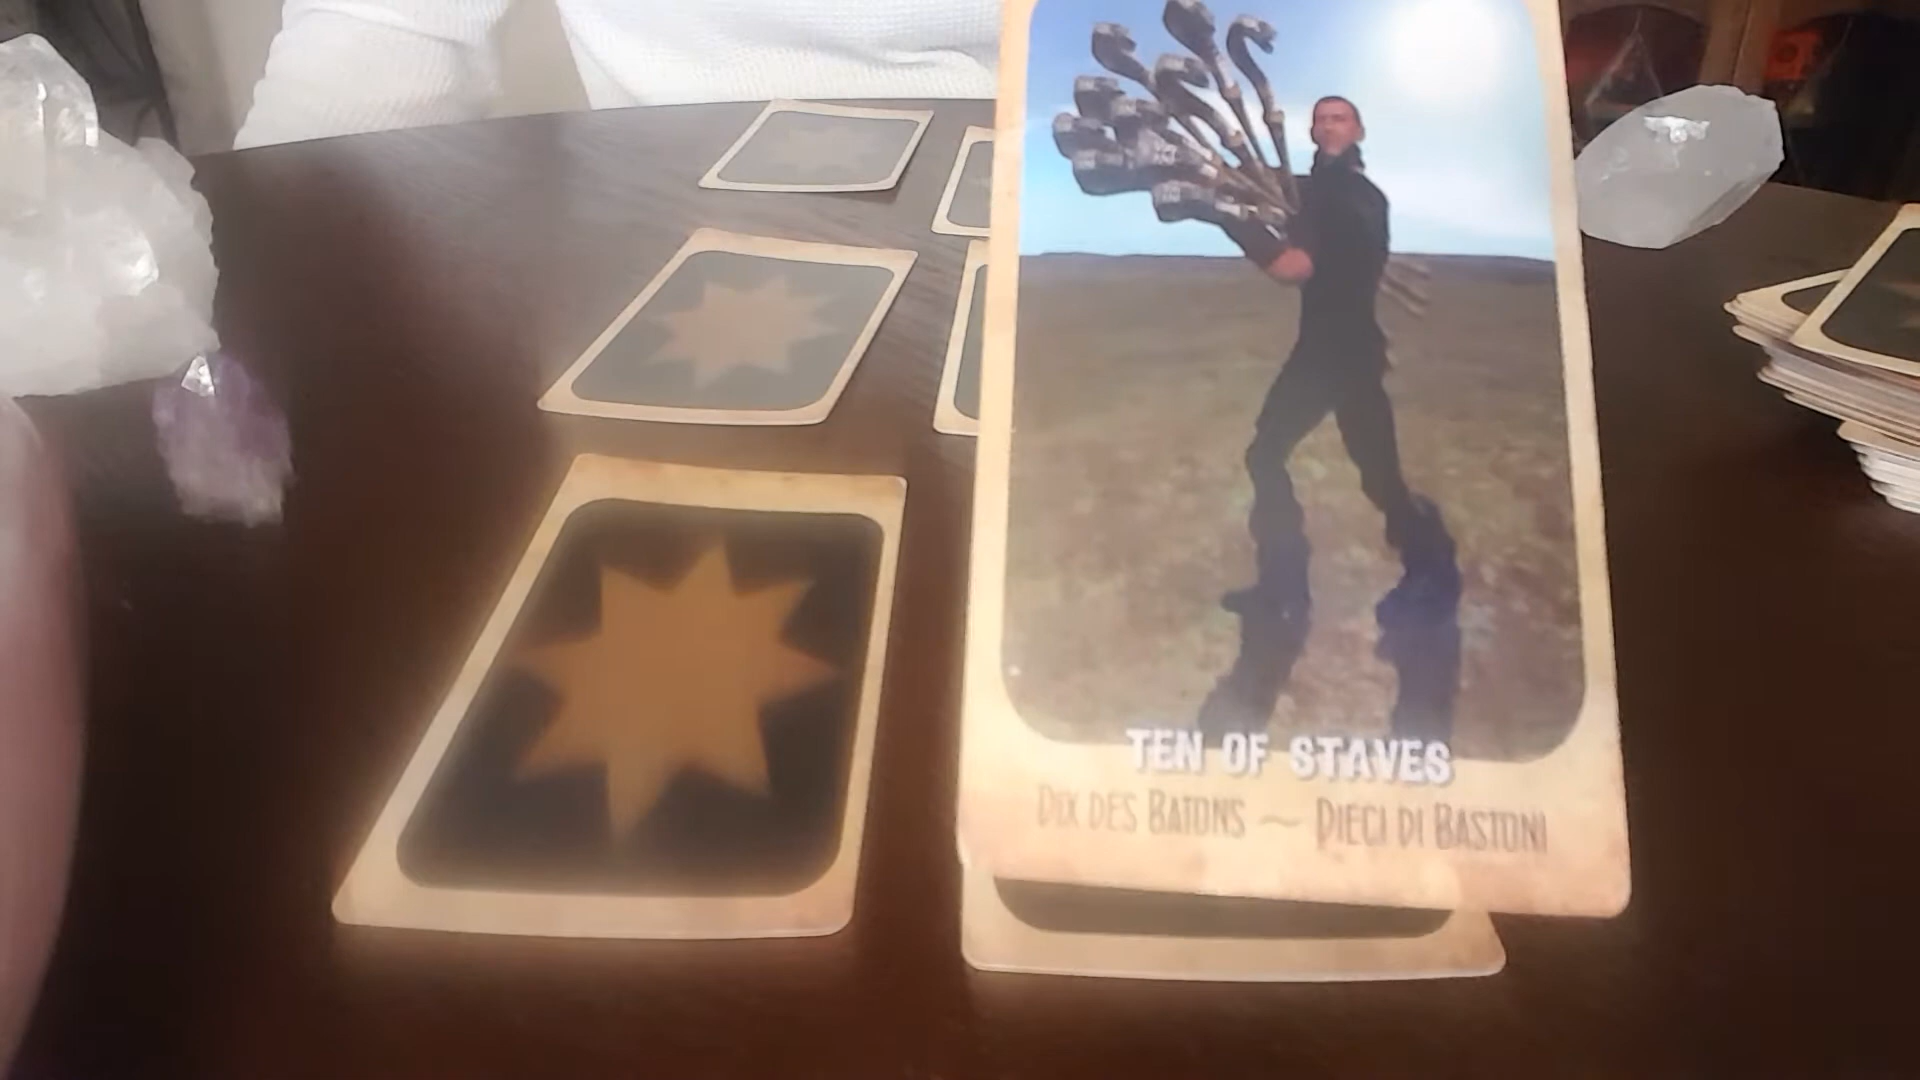 TEN OF STAVES
DIX DES BATONS ~ DIECI DI BASTONI